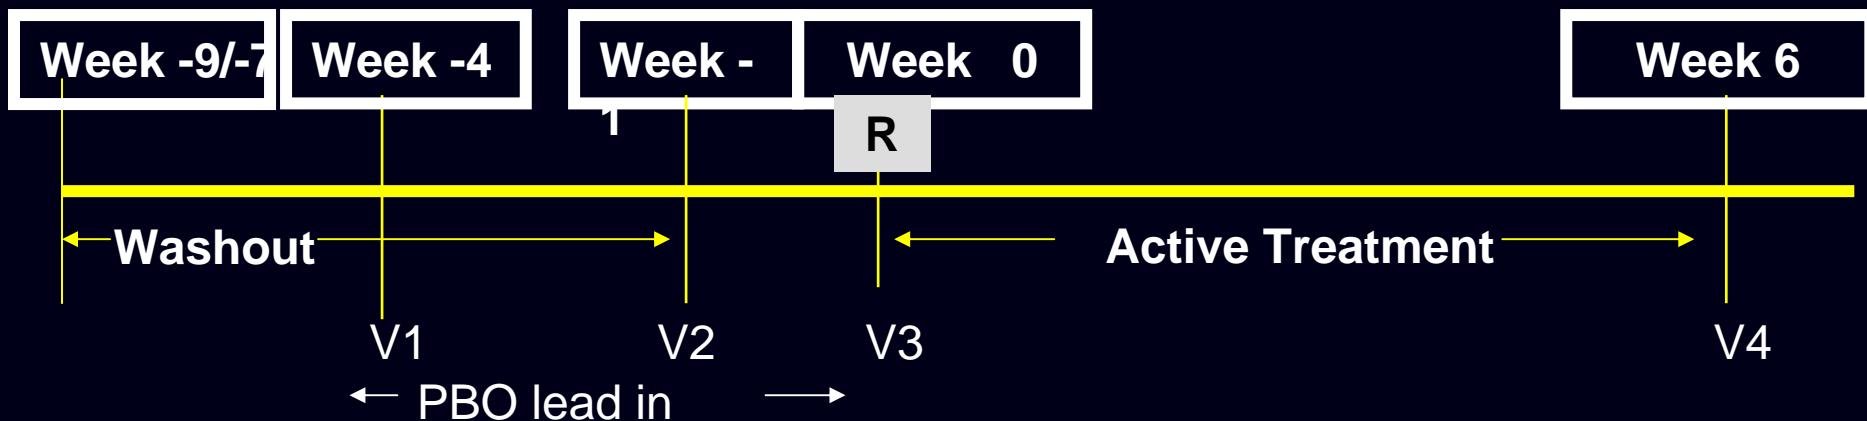 Week -9/-7
Week -4
Week -
1
Week 0
Week 6
R
Washout
Active Treatment
V1
V2
V3
V4
PBO lead in